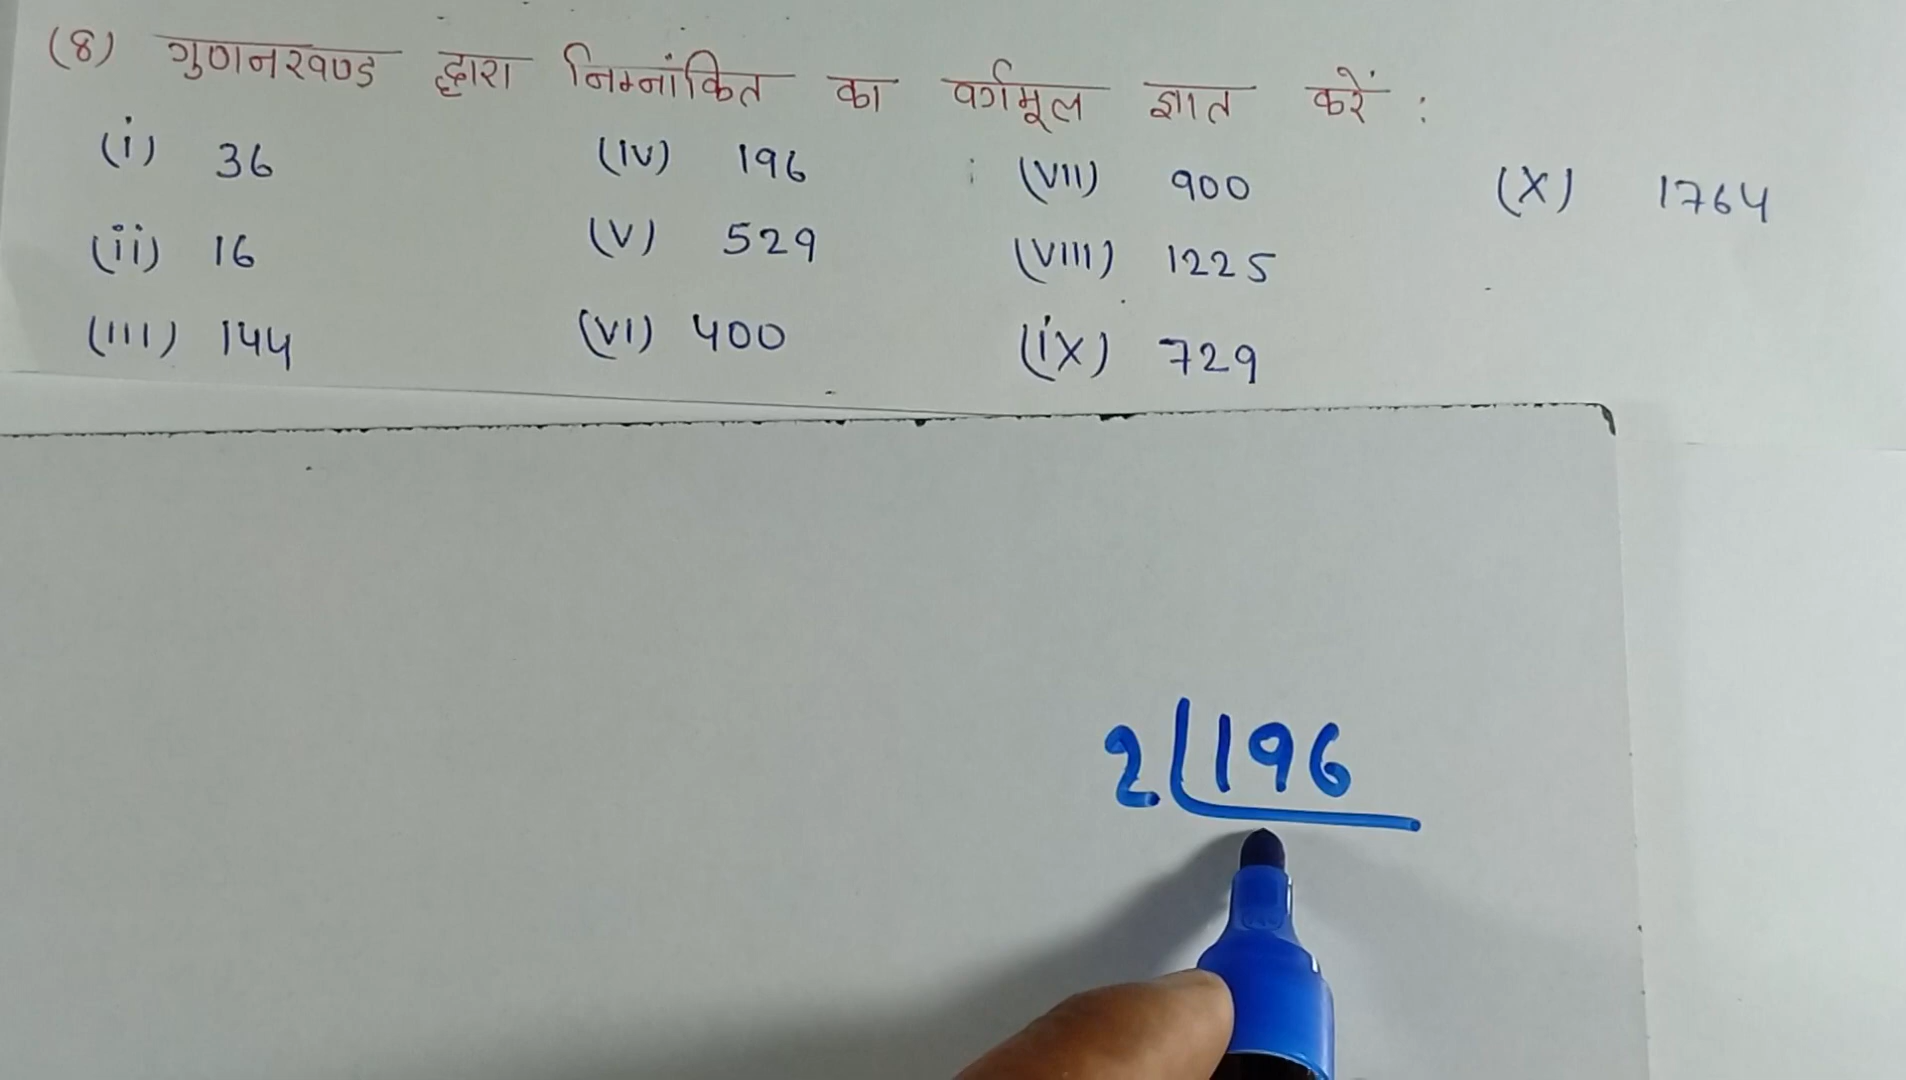 (8) गुणनखण्ड द्वारा निम्नांकित का वर्गमूल ज्ञात करें :
(i) 36 (IV) 196 (VII) 900 (X) 1764
(ii) 16 (V) 529 (VIII) 1225
(III) 144 (VI) 400 (ix) 729
2 196